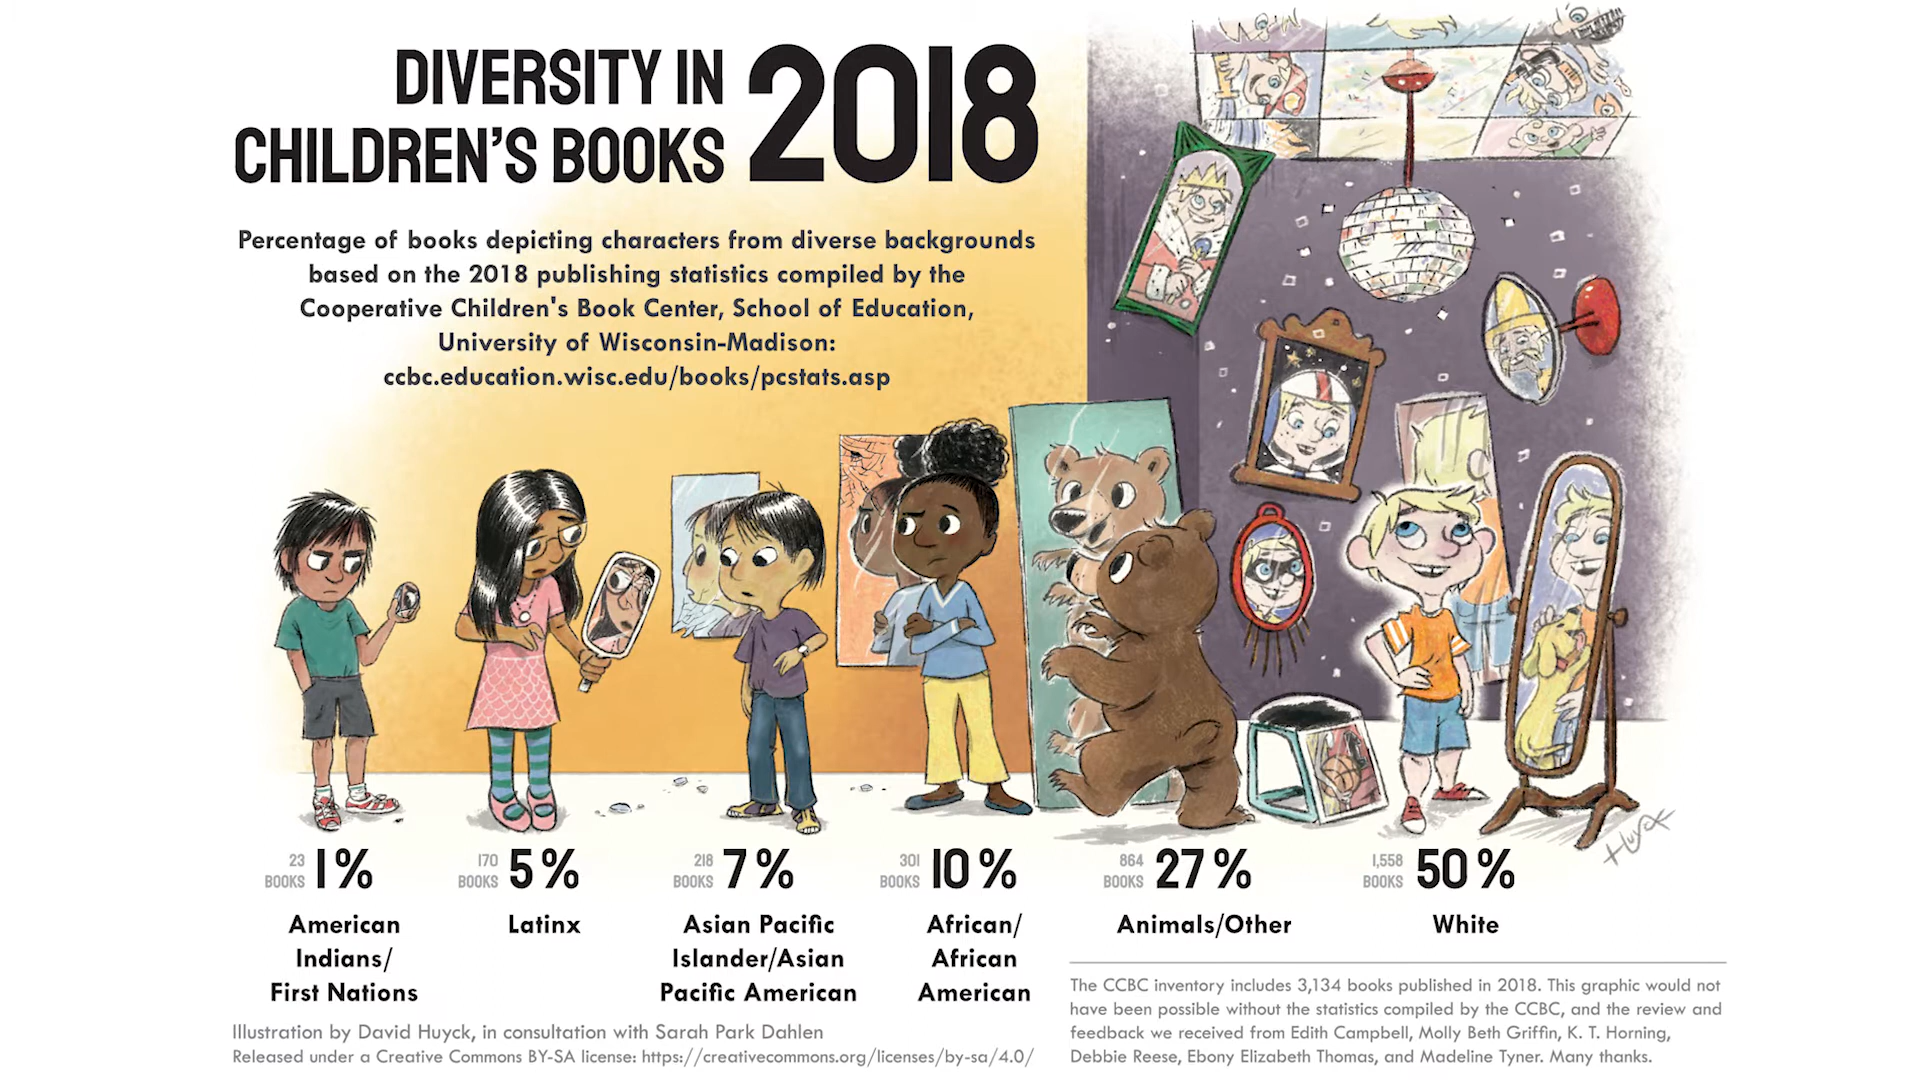 DIVERSITY IN
CHILDREN'S BOOKS 2018
Percentage of books depicting characters from diverse backgrounds
based on the 2018 publishing statistics compiled by the
Cooperative Children's Book Center, School of Education,
University of Wisconsin-Madison:
ccbc.education.wisc.edu/books/pcstats.asp
23 BOOKS 1%
American
Indians/
First Nations
170 BOOKS 5%
Latinx
218 BOOKS 7%
Asian Pacific
Islander/Asian
Pacific American
301 BOOKS 10%
African/
African
American
864 BOOKS 27%
Animals/Other
1,558 BOOKS 50%
White
Huyck
Illustration by David Huyck, in consultation with Sarah Park Dahlen
Released under a Creative Commons BY-SA license: https://creativecommons.org/licenses/by-sa/4.0/
The CCBC inventory includes 3,134 books published in 2018. This graphic would not
have been possible without the statistics compiled by the CCBC, and the review and
feedback we received from Edith Campbell, Molly Beth Griffin, K. T. Horning,
Debbie Reese, Ebony Elizabeth Thomas, and Madeline Tyner. Many thanks.